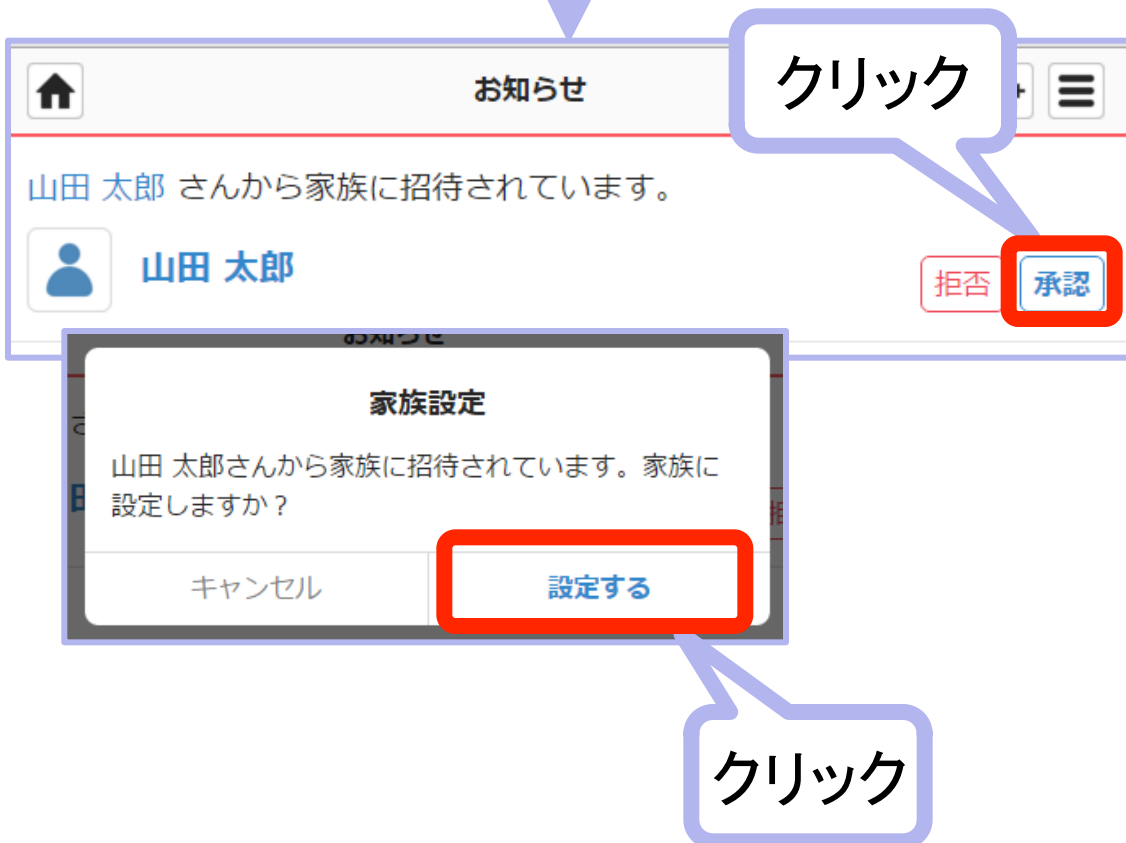 お知らせ
クリック
山田 太郎 さんから家族に招待されています。
山田 太郎
拒否
承認
お知らせ
家族設定
山田 太郎さんから家族に招待されています。家族に
設定しますか？
キャンセル
設定する
クリック